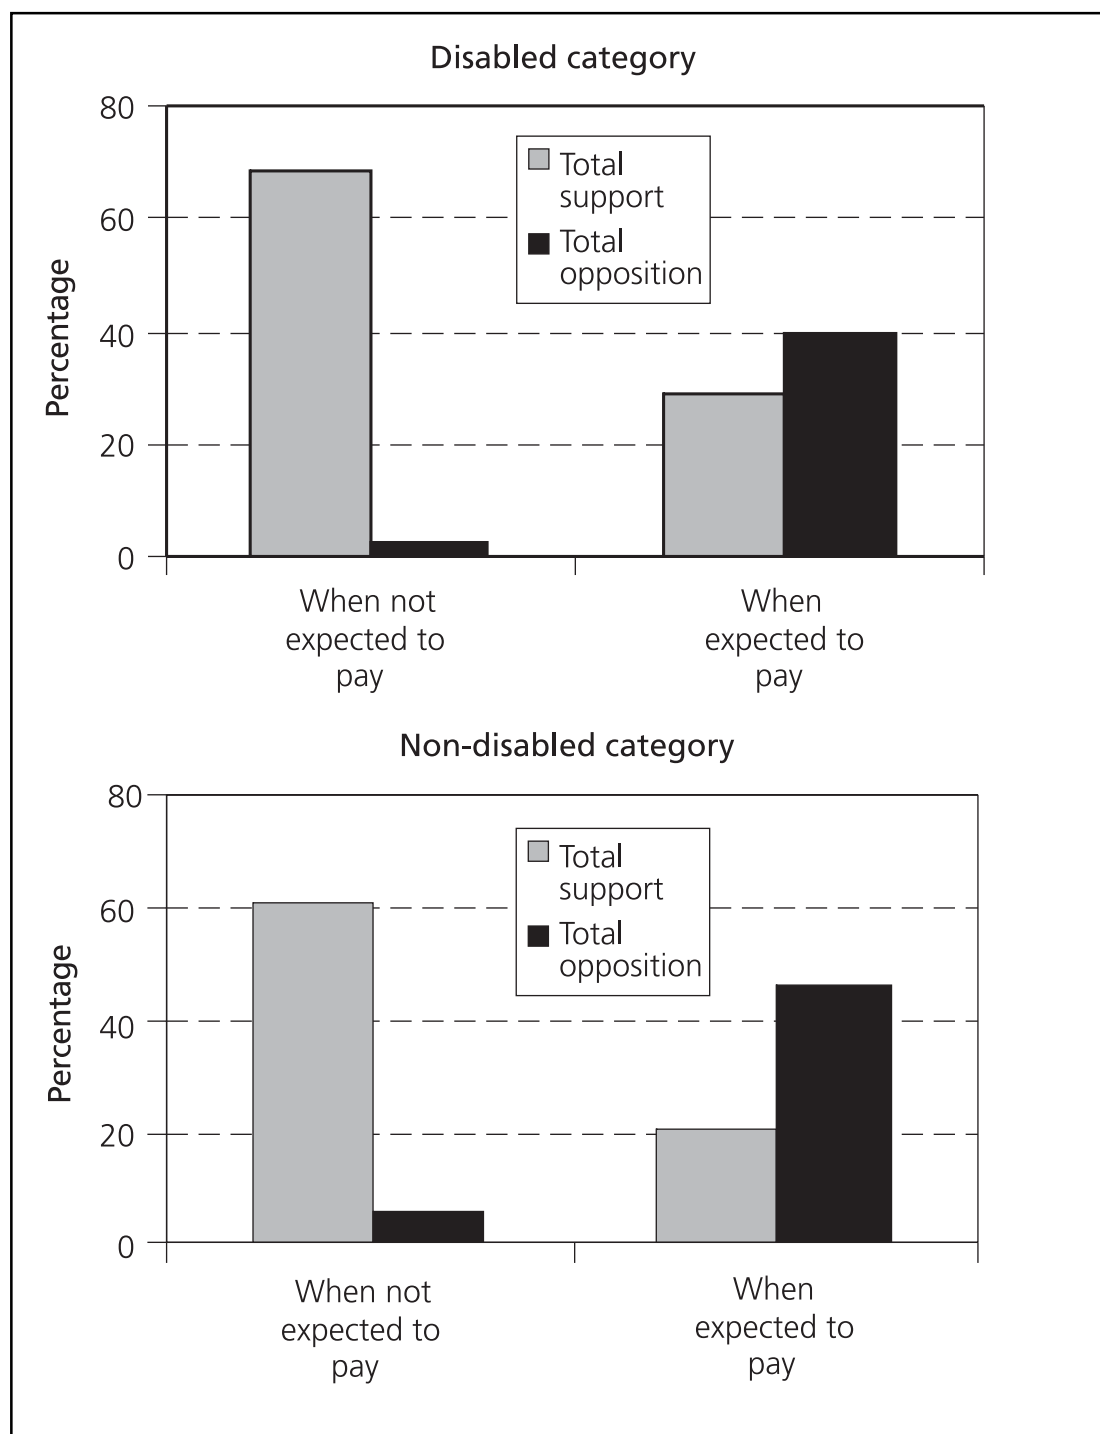 Disabled category
80
60
40
20
0
Percentage
Total
support
Total
opposition
When not
expected to
pay
When
expected to
pay
Non-disabled category
80
60
40
20
0
Percentage
Total
support
Total
opposition
When not
expected to
pay
When
expected to
pay